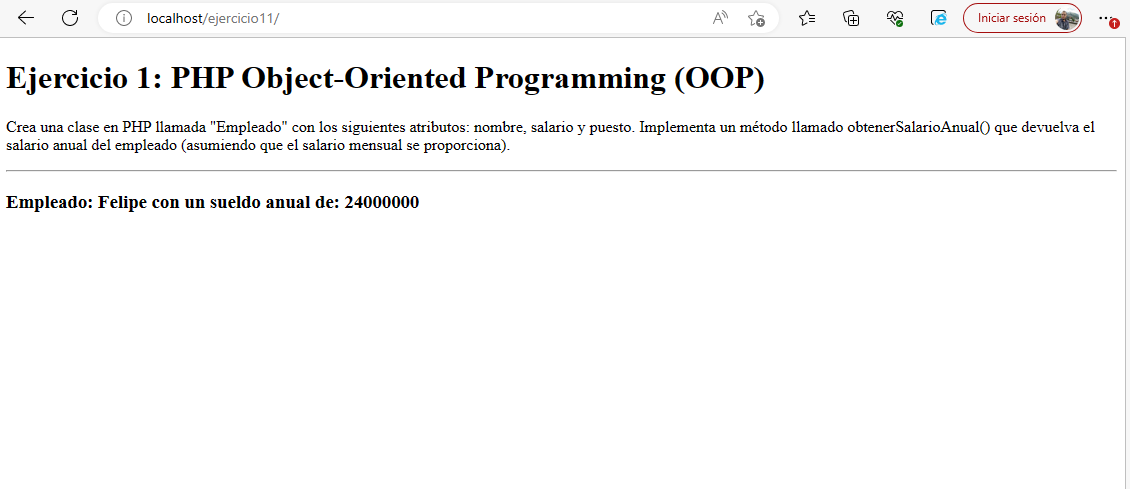 localhost/ejercicio11/
Iniciar sesión
Ejercicio 1: PHP Object-Oriented Programming (OOP)
Crea una clase en PHP llamada "Empleado" con los siguientes atributos: nombre, salario y puesto. Implementa un método llamado obtenerSalarioAnual() que devuelva el
salario anual del empleado (asumiendo que el salario mensual se proporciona).
Empleado: Felipe con un sueldo anual de: 24000000